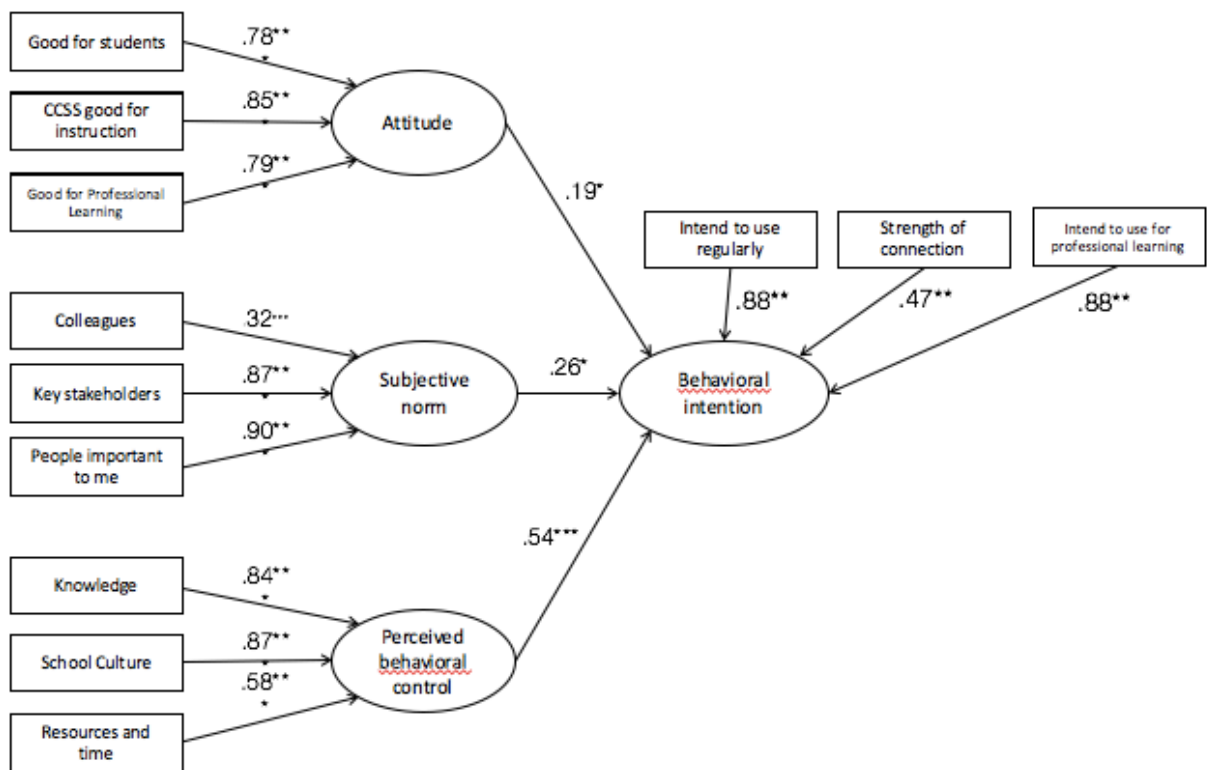 Good for students
.78**
*
CCSS good for
instruction
.85**
*
Good for Professional
Learning
.79**
*
Attitude
.19*
Intend to use
regularly
Strength of
connection
Intend to use for
professional learning
.88**
.47**
.88**
Colleagues
.32***
Key stakeholders
.87**
*
People important
to me
.90**
*
Subjective
norm
.26*
Behavioral
intention
.54***
Knowledge
.84**
*
School Culture
.87**
*
Resources and
time
.58**
*
Perceived
behavioral
control